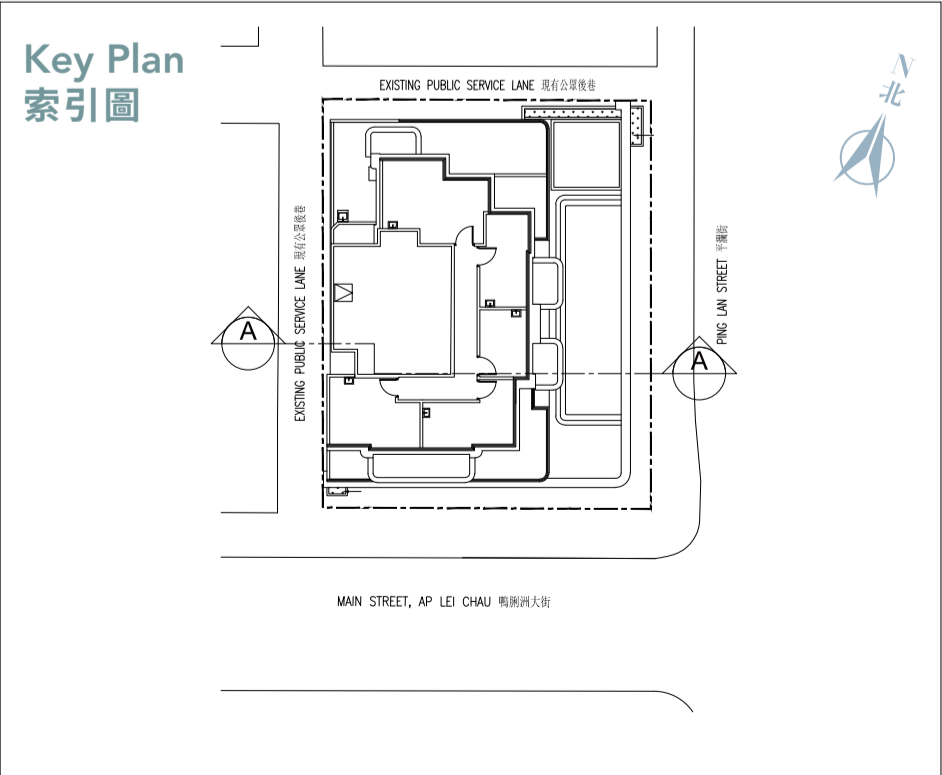 Key Plan
索引圖
N
北
EXISTING PUBLIC SERVICE LANE 現有公眾後巷
EXISTING PUBLIC SERVICE LANE 現有公眾後巷
PING LAN STREET 平瀾街
A
A
MAIN STREET, AP LEI CHAU 鴨脷洲大街